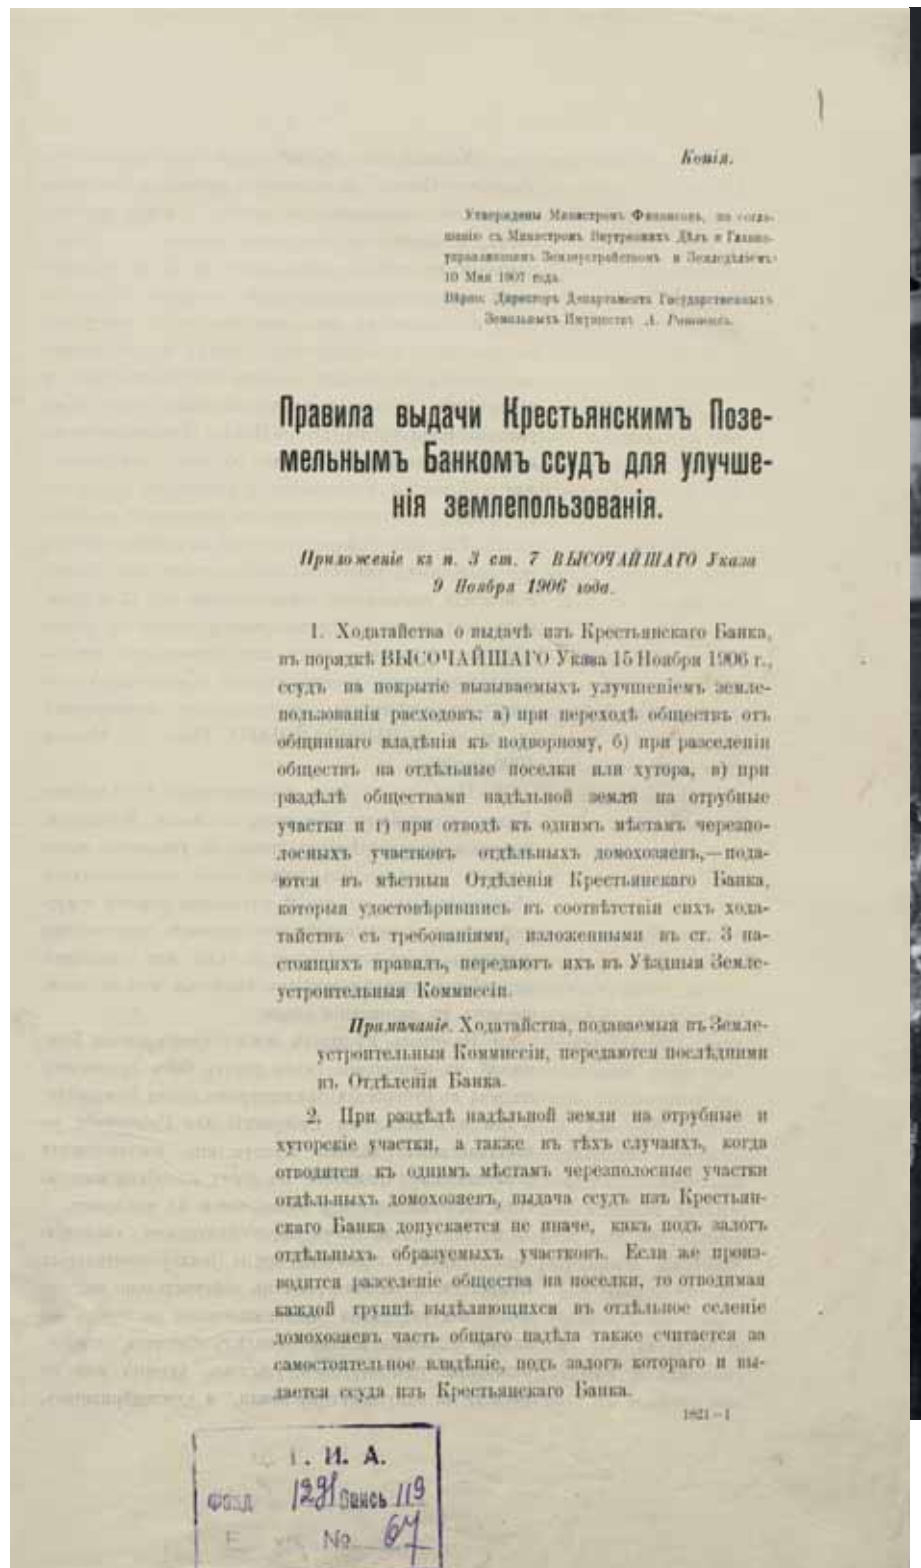 Копія.
Утверждены Министромъ Финансовъ, по согла-
шенію съ Министромъ Внутреннихъ Дѣлъ и Главно-
управляющимъ Землеустройствомъ и Земледѣліемъ
10 Мая 1907 года.
Вѣрно: Директоръ Департамента Государственныхъ
Земельныхъ Имуществъ А.
Правила выдачи Крестьянскимъ Позе-
мельнымъ Банкомъ ссудъ для улучше-
нія землепользованія.
Приложеніе къ п. 3 ст. 7 ВЫСОЧАЙШАГО Указа
9 Ноября 1906 года.
1. Ходатайства о выдачѣ изъ Крестьянскаго Банка,
въ порядкѣ ВЫСОЧАЙШАГО Указа 15 Ноября 1906 г.,
ссудъ на покрытіе вызываемыхъ улучшеніемъ земле-
пользованія расходовъ: а) при переходѣ обществъ отъ
общиннаго владѣнія къ подворному, б) при разселеніи
обществъ на отдѣльные поселки или хутора, в) при
раздѣлѣ обществами надѣльной земли на отрубные
участки и г) при отводѣ къ однимъ мѣстамъ черезпо-
лосныхъ участковъ отдѣльныхъ домохозяевъ,—пода-
ются въ мѣстныя Отдѣленія Крестьянскаго Банка,
которыя удостовѣрившись въ соотвѣтствіи сихъ хода-
тайствъ съ требованіями, изложенными въ ст. 3 на-
стоящихъ правилъ, передаютъ ихъ въ Уѣздныя Земле-
устроительныя Коммиссіи.
Примѣчаніе. Ходатайства, подаваемыя въ Земле-
устроительныя Коммиссіи, передаются послѣдними
въ Отдѣленія Банка.
2. При раздѣлѣ надѣльной земли на отрубные и
хуторскіе участки, а также въ тѣхъ случаяхъ, когда
отводятся къ однимъ мѣстамъ черезполосные участки
отдѣльныхъ домохозяевъ, выдача ссудъ изъ Крестьян-
скаго Банка допускается не иначе, какъ подъ залогъ
отдѣльныхъ образуемыхъ участковъ. Если же произ-
водится разселеніе общества на поселки, то отводимая
каждой группѣ выдѣляющихся въ отдѣльное селеніе
домохозяевъ часть общаго надѣла также считается за
самостоятельное владѣніе, подъ залогъ котораго и вы-
дается ссуда изъ Крестьянскаго Банка.
1821—1
Г. И. А.
Фонд 1291 Опись 119
№ 67